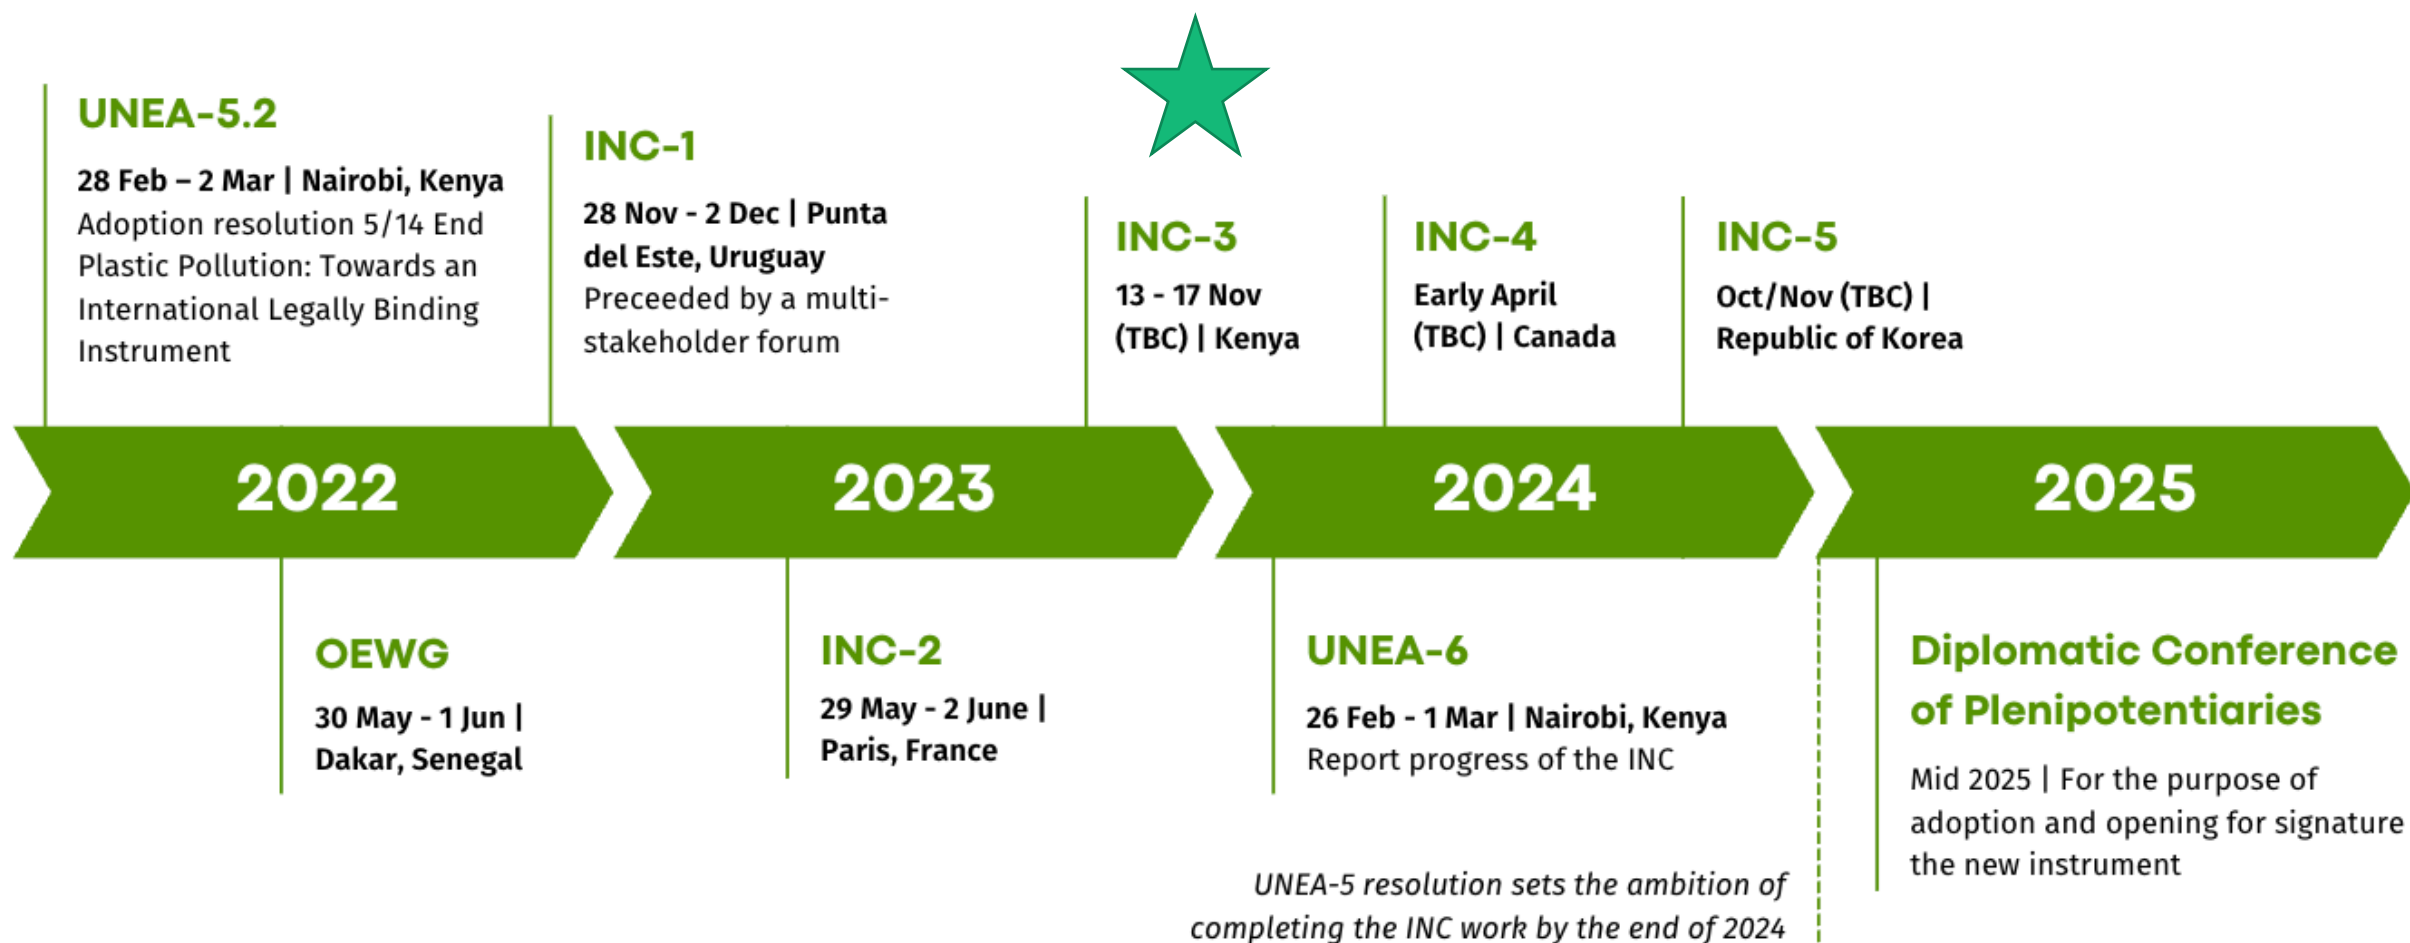 UNEA-5.2
28 Feb – 2 Mar | Nairobi, Kenya
Adoption resolution 5/14 End
Plastic Pollution: Towards an
International Legally Binding
Instrument
INC-1
28 Nov - 2 Dec | Punta
del Este, Uruguay
Preceeded by a multi-
stakeholder forum
INC-3
13 - 17 Nov
(TBC) | Kenya
INC-4
Early April
(TBC) | Canada
INC-5
Oct/Nov (TBC) |
Republic of Korea
2022
2023
2024
2025
OEWG
30 May - 1 Jun |
Dakar, Senegal
INC-2
29 May - 2 June |
Paris, France
UNEA-6
26 Feb - 1 Mar | Nairobi, Kenya
Report progress of the INC
UNEA-5 resolution sets the ambition of
completing the INC work by the end of 2024
Diplomatic Conference
of Plenipotentiaries
Mid 2025 | For the purpose of
adoption and opening for signature
the new instrument